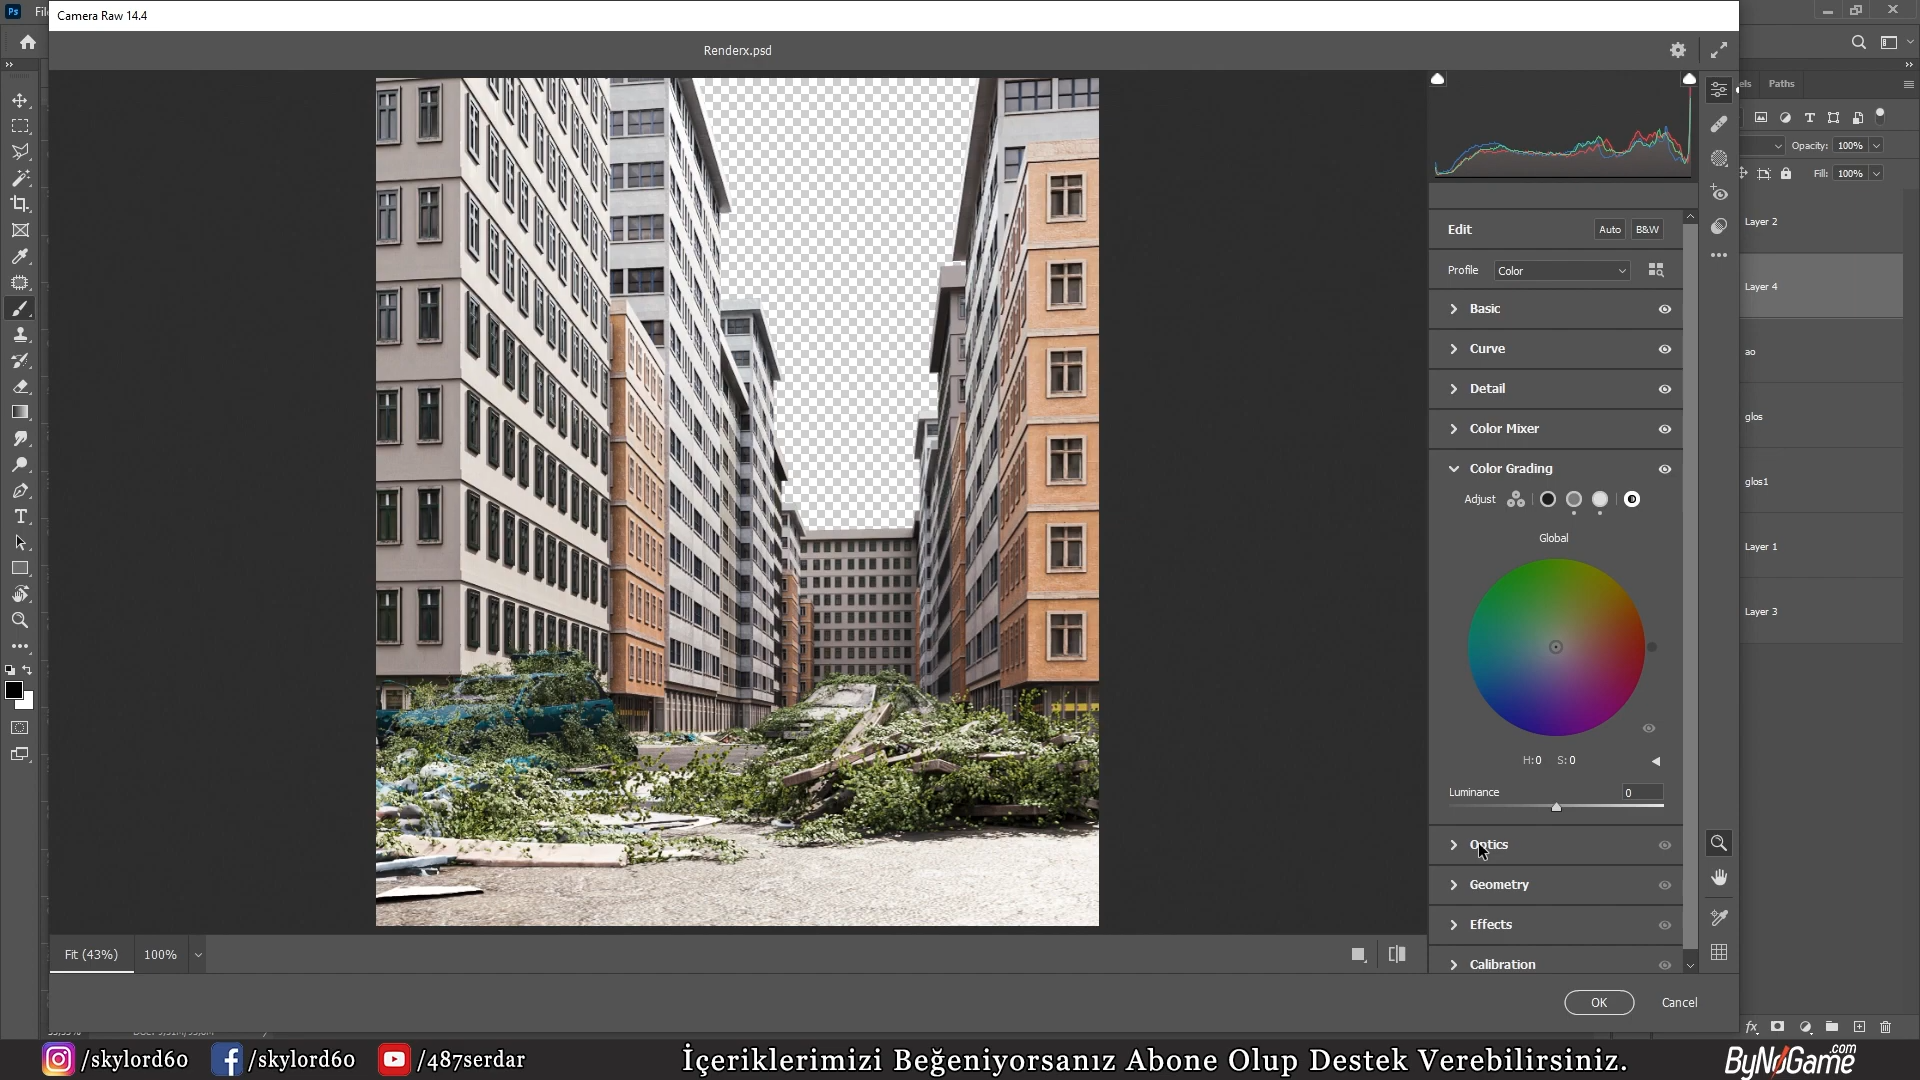 Ps
Camera Raw 14.4
Renderx.psd
els Paths
Opacity: 100%
Fill: 100%
Edit Auto B&W
Profile Color
Basic
Curve
Detail
Color Mixer
Color Grading
Adjust
Global
H: 0 S: 0
Luminance 0
Optics
Geometry
Effects
Calibration
Layer 2
Layer 4
ao
glos
glos1
Layer 1
Layer 3
Fit (43%) 100%
OK Cancel
fx
/skylord60 /skylord60 /487serdar
İçeriklerimizi Beğeniyorsanız Abone Olup Destek Verebilirsiniz.
ByNoGame.com